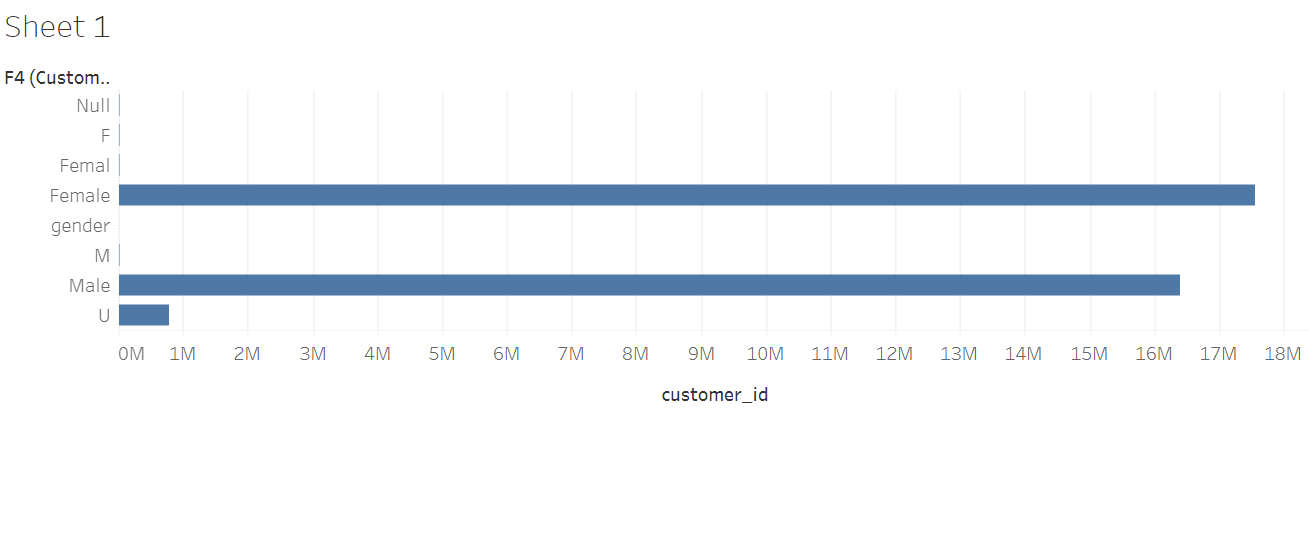 Sheet 1
F4 (Custom..
Null
F
Femal
Female
gender
M
Male
U
0M 1M 2M 3M 4M 5M 6M 7M 8M 9M 10M 11M 12M 13M 14M 15M 16M 17M 18M
customer_id